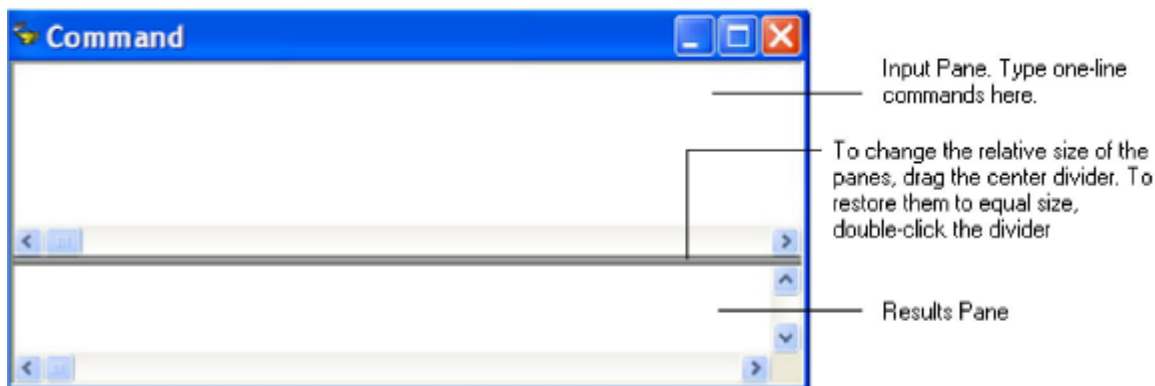 Command
Input Pane. Type one-line
commands here.
To change the relative size of the
panes, drag the center divider. To
restore them to equal size,
double-click the divider
Results Pane